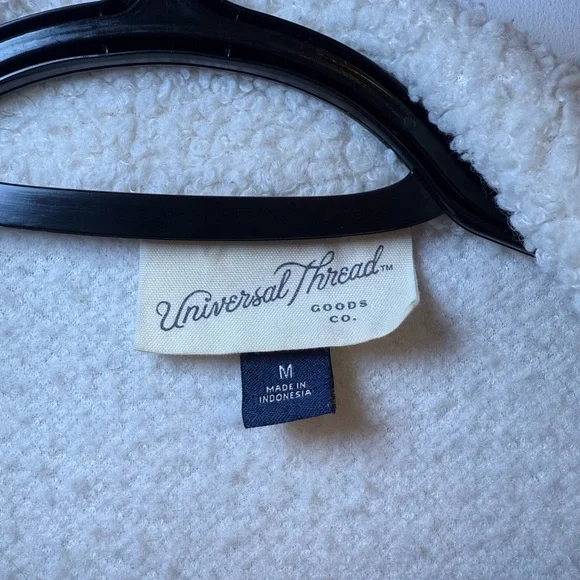 Universal Thread™
GOODS
CO.
M
MADE IN
INDONESIA